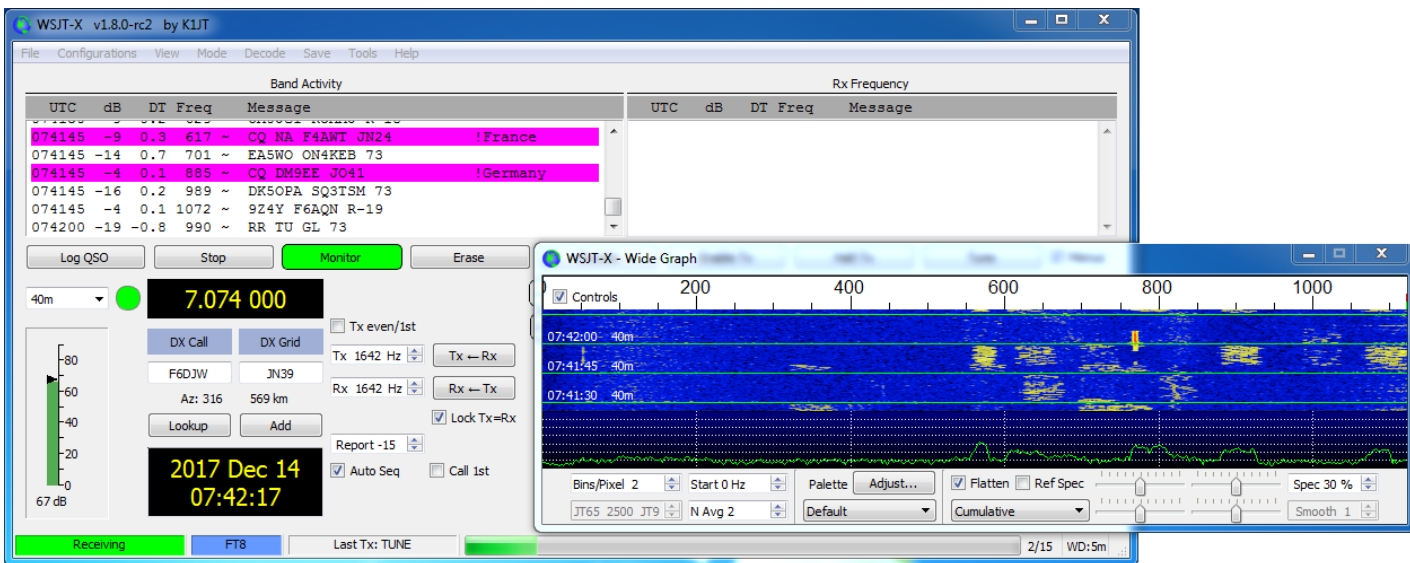 WSJT-X v1.8.0-rc2 by K1JT
File Configurations View Mode Decode Save Tools Help
Band Activity
Rx Frequency
UTC dB DT Freq Message
UTC dB DT Freq Message
074145 -9 0.3 617 ~ CQ NA F4AWT JN24 !France
074145 -14 0.7 701 ~ EA5WO ON4KEB 73
074145 -4 0.1 885 ~ CQ DM9EE JO41 !Germany
074145 -16 0.2 989 ~ DK5OPA SQ3TSM 73
074145 -4 0.1 1072 ~ 9Z4Y F6AQN R-19
074200 -19 -0.8 990 ~ RR TU GL 73
Log QSO Stop Monitor Erase
40m 7.074 000
Tx even/1st
DX Call DX Grid
Tx 1642 Hz Tx ← Rx
F6DJW JN39
Rx 1642 Hz Rx ← Tx
Az: 316 569 km
Lock Tx=Rx
Lookup Add
Report -15
2017 Dec 14
07:42:17
Auto Seq Call 1st
-80
-60
-40
-20
-0
67 dB
Receiving FT8 Last Tx: TUNE 2/15 WD:5m
WSJT-X - Wide Graph
Controls 200 400 600 800 1000
07:42:00 40m
07:41:45 40m
07:41:30 40m
Bins/Pixel 2 Start 0 Hz Palette Adjust... Flatten Ref Spec Spec 30 %
JT65 2500 JT9 N Avg 2 Default Cumulative Smooth 1